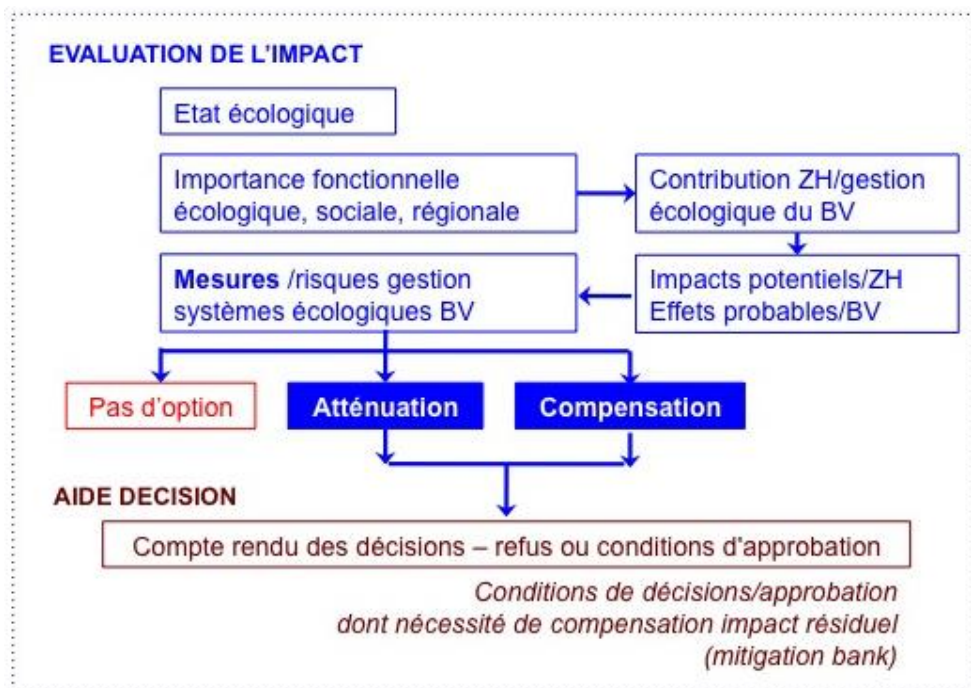 EVALUATION DE L'IMPACT
Etat écologique
Importance fonctionnelle
écologique, sociale, régionale
Contribution ZH/gestion
écologique du BV
Mesures /risques gestion
systèmes écologiques BV
Impacts potentiels/ZH
Effets probables/BV
Pas d'option
Atténuation
Compensation
AIDE DECISION
Compte rendu des décisions – refus ou conditions d'approbation
Conditions de décisions/approbation
dont nécessité de compensation impact résiduel
(mitigation bank)